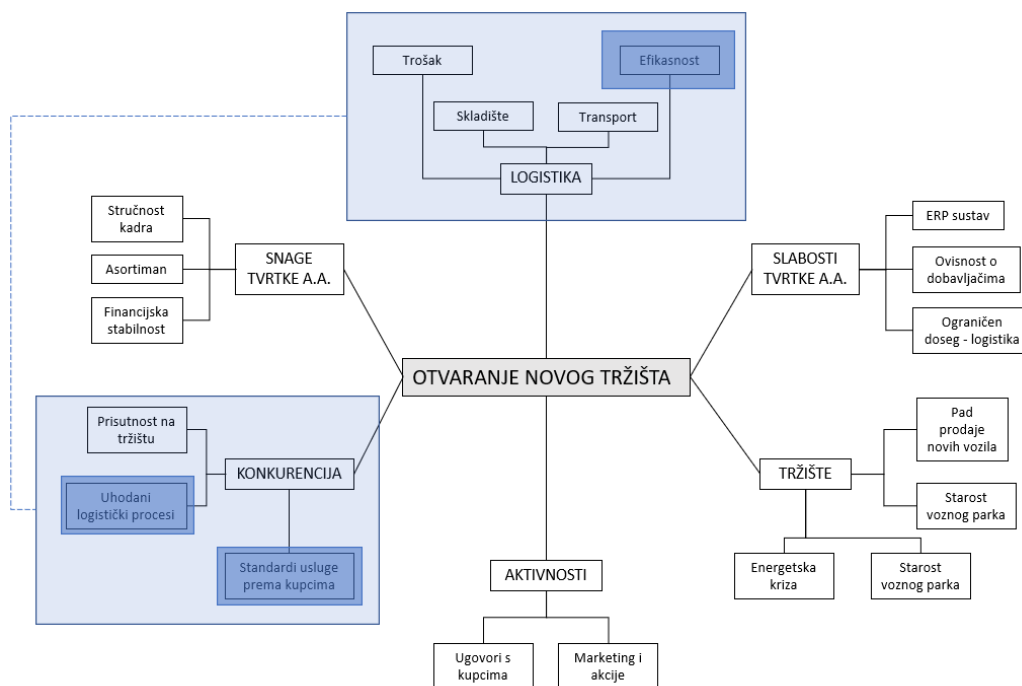 Trošak
Efikasnost
Skladište
Transport
LOGISTIKA
Stručnost
kadra
Asortiman
Financijska
stabilnost
SNAGE
TVRTKE A.A.
SLABOSTI
TVRTKE A.A.
ERP sustav
Ovisnost o
dobavljačima
Ograničen
doseg - logistika
OTVARANJE NOVOG TRŽIŠTA
Prisutnost na
tržištu
KONKURENCIJA
Uhodani
logistički procesi
Standardi usluge
prema kupcima
TRŽIŠTE
Pad
prodaje
novih vozila
Starost
voznog parka
Energetska
kriza
Starost
voznog parka
AKTIVNOSTI
Ugovori s
kupcima
Marketing i
akcije